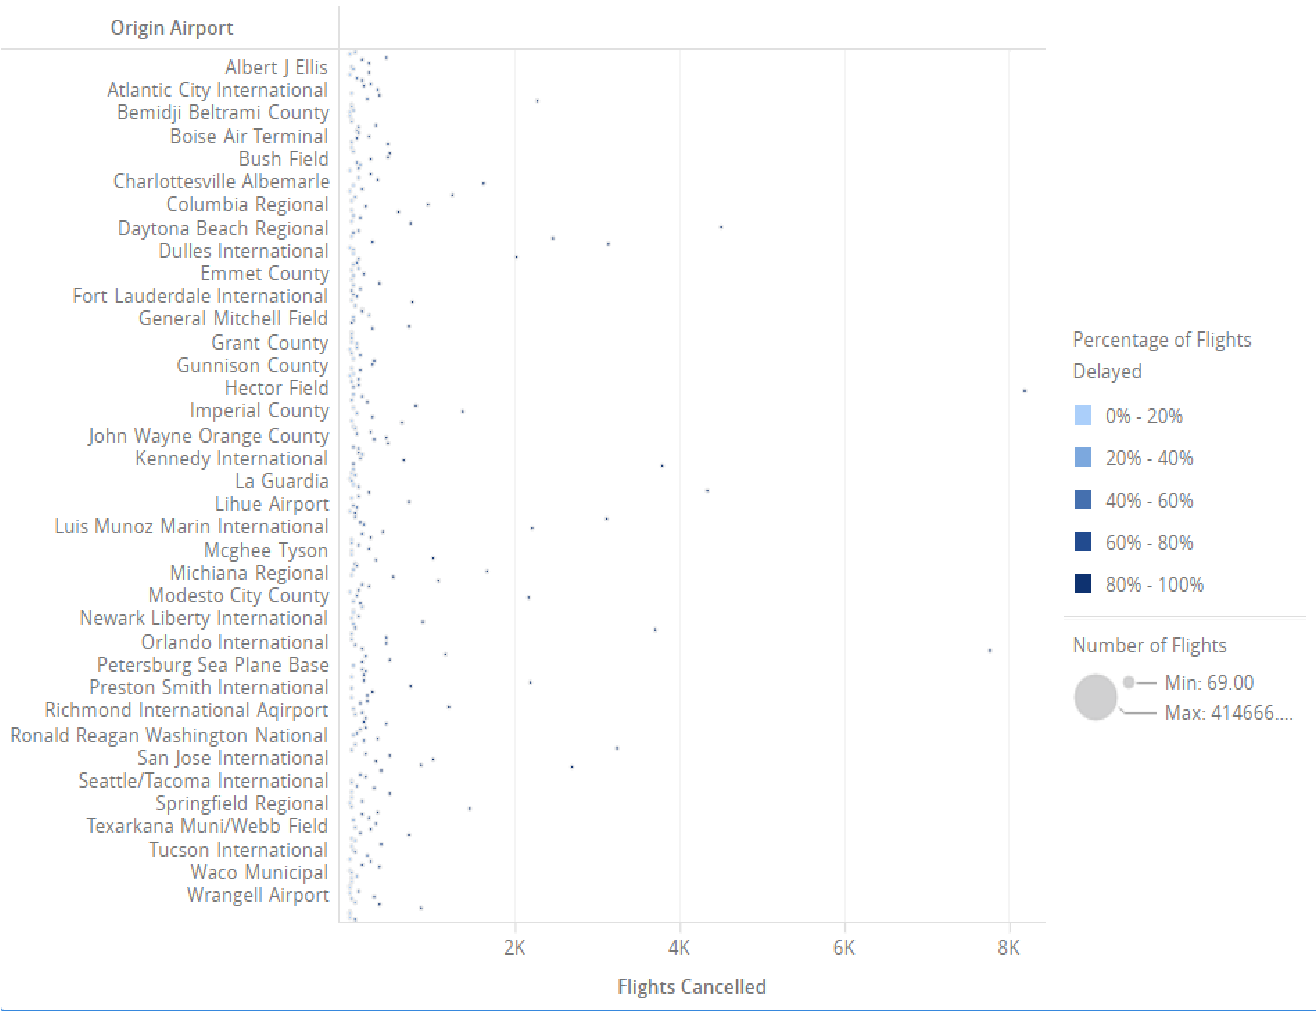 Origin Airport
Albert J Ellis
Atlantic City International
Bemidji Beltrami County
Boise Air Terminal
Bush Field
Charlottesville Albemarle
Columbia Regional
Daytona Beach Regional
Dulles International
Emmet County
Fort Lauderdale International
General Mitchell Field
Grant County
Gunnison County
Hector Field
Imperial County
John Wayne Orange County
Kennedy International
La Guardia
Lihue Airport
Luis Munoz Marin International
Mcghee Tyson
Michiana Regional
Modesto City County
Newark Liberty International
Orlando International
Petersburg Sea Plane Base
Preston Smith International
Richmond International Aqirport
Ronald Reagan Washington National
San Jose International
Seattle/Tacoma International
Springfield Regional
Texarkana Muni/Webb Field
Tucson International
Waco Municipal
Wrangell Airport
2K 4K 6K 8K
Flights Cancelled
Percentage of Flights
Delayed
0% - 20%
20% - 40%
40% - 60%
60% - 80%
80% - 100%
Number of Flights
Min: 69.00
Max: 414666....